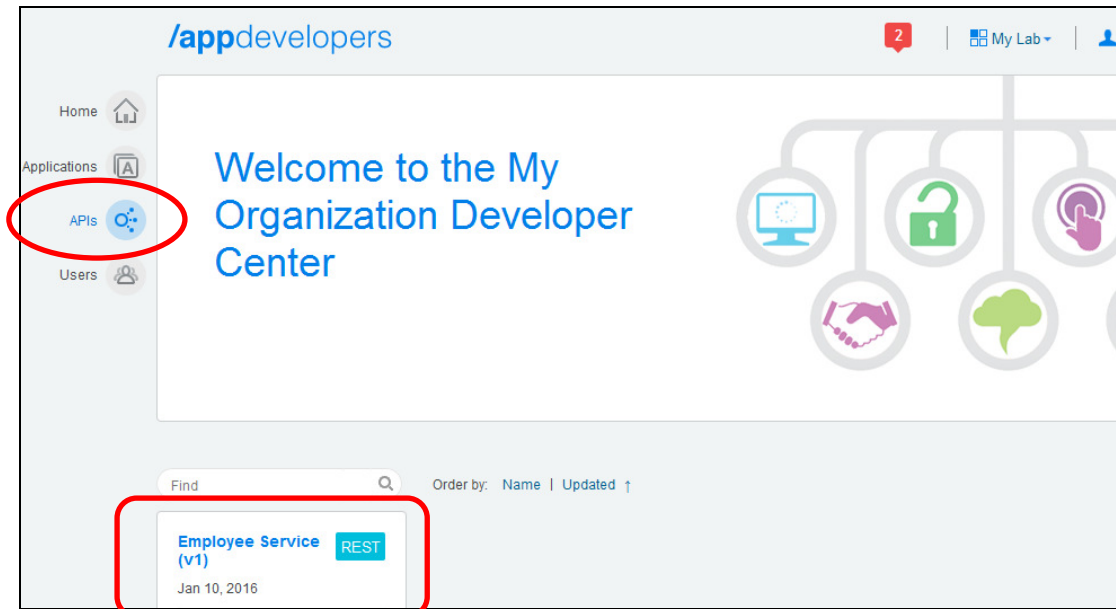 /appdevelopers
2
My Lab
Home
Applications
A
APIs
Users
Welcome to the My
Organization Developer
Center
Find
Order by: Name | Updated ↑
Employee Service
(v1)
REST
Jan 10, 2016